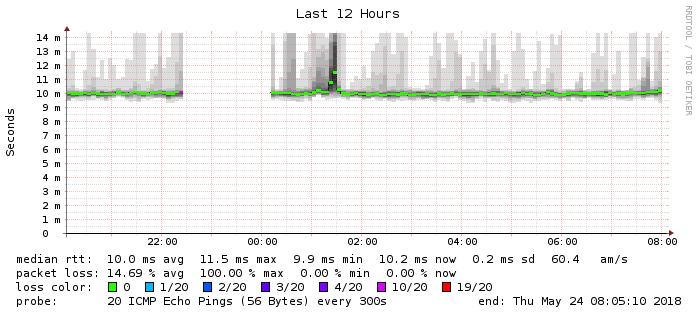 Last 12 Hours
RRDTOOL / TOBI OETIKER
Seconds
14 m
13 m
12 m
11 m
10 m
9 m
8 m
7 m
6 m
5 m
4 m
3 m
2 m
1 m
0
22:00 00:00 02:00 04:00 06:00 08:00
median rtt: 10.0 ms avg 11.5 ms max 9.9 ms min 10.2 ms now 0.2 ms sd 60.4 am/s
packet loss: 14.69 % avg 100.00 % max 0.00 % min 0.00 % now
loss color: 0 1/20 2/20 3/20 4/20 10/20 19/20
probe: 20 ICMP Echo Pings (56 Bytes) every 300s end: Thu May 24 08:05:10 2018